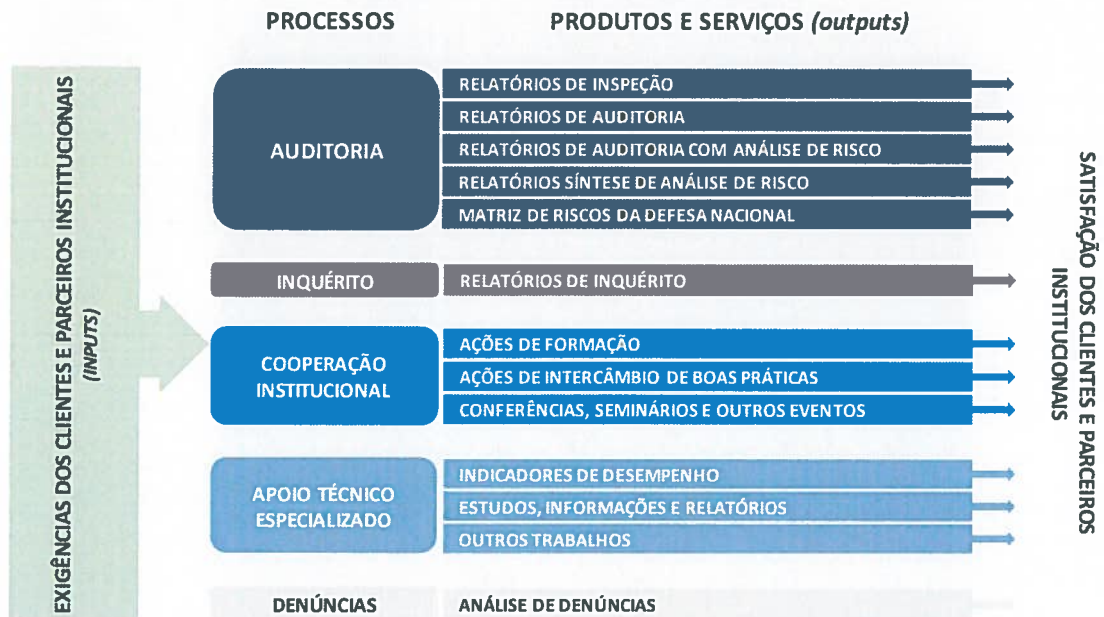 PROCESSOS
PRODUTOS E SERVIÇOS (outputs)
EXIGÊNCIAS DOS CLIENTES E PARCEIROS INSTITUCIONAIS
(INPUTS)
AUDITORIA
RELATÓRIOS DE INSPEÇÃO
RELATÓRIOS DE AUDITORIA
RELATÓRIOS DE AUDITORIA COM ANÁLISE DE RISCO
RELATÓRIOS SÍNTESE DE ANÁLISE DE RISCO
MATRIZ DE RISCOS DA DEFESA NACIONAL
INQUÉRITO
RELATÓRIOS DE INQUÉRITO
COOPERAÇÃO
INSTITUCIONAL
AÇÕES DE FORMAÇÃO
AÇÕES DE INTERCÂMBIO DE BOAS PRÁTICAS
CONFERÊNCIAS, SEMINÁRIOS E OUTROS EVENTOS
APOIO TÉCNICO
ESPECIALIZADO
INDICADORES DE DESEMPENHO
ESTUDOS, INFORMAÇÕES E RELATÓRIOS
OUTROS TRABALHOS
DENÚNCIAS
ANÁLISE DE DENÚNCIAS
SATISFAÇÃO DOS CLIENTES E PARCEIROS
INSTITUCIONAIS